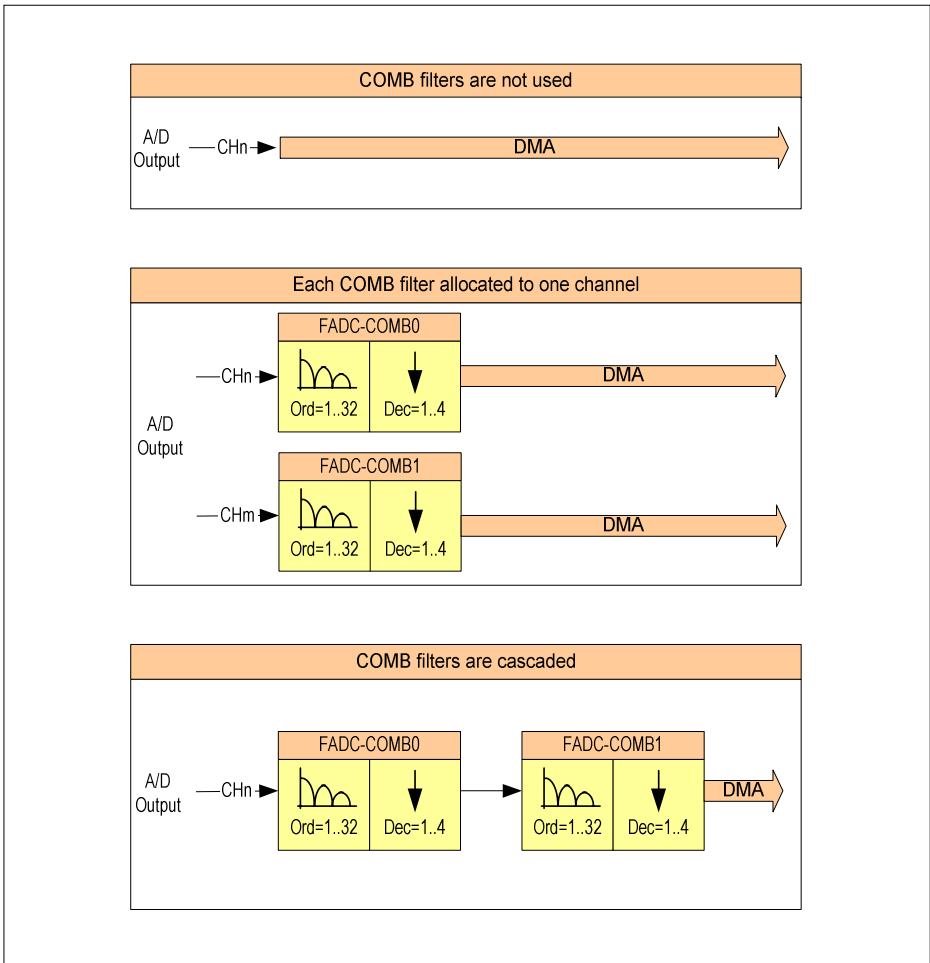 COMB filters are not used
A/D
Output
CHn
DMA
Each COMB filter allocated to one channel
FADC-COMB0
CHn
Ord=1..32
Dec=1..4
DMA
A/D
Output
FADC-COMB1
CHm
Ord=1..32
Dec=1..4
DMA
COMB filters are cascaded
FADC-COMB0
FADC-COMB1
A/D
Output
CHn
DMA
Ord=1..32
Dec=1..4
Ord=1..32
Dec=1..4